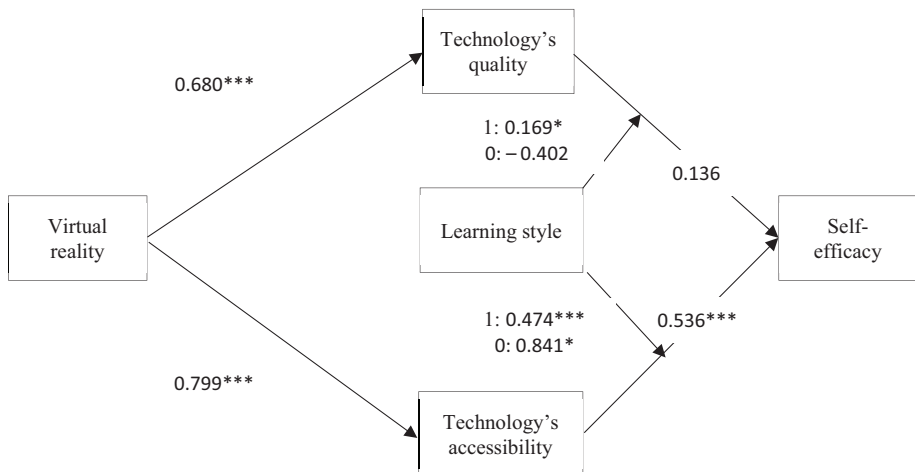 Technology's
quality
0.680***
1: 0.169*
0: – 0.402
0.136
Virtual
reality
Learning style
Self-
efficacy
1: 0.474***
0: 0.841*
0.536***
0.799***
Technology's
accessibility